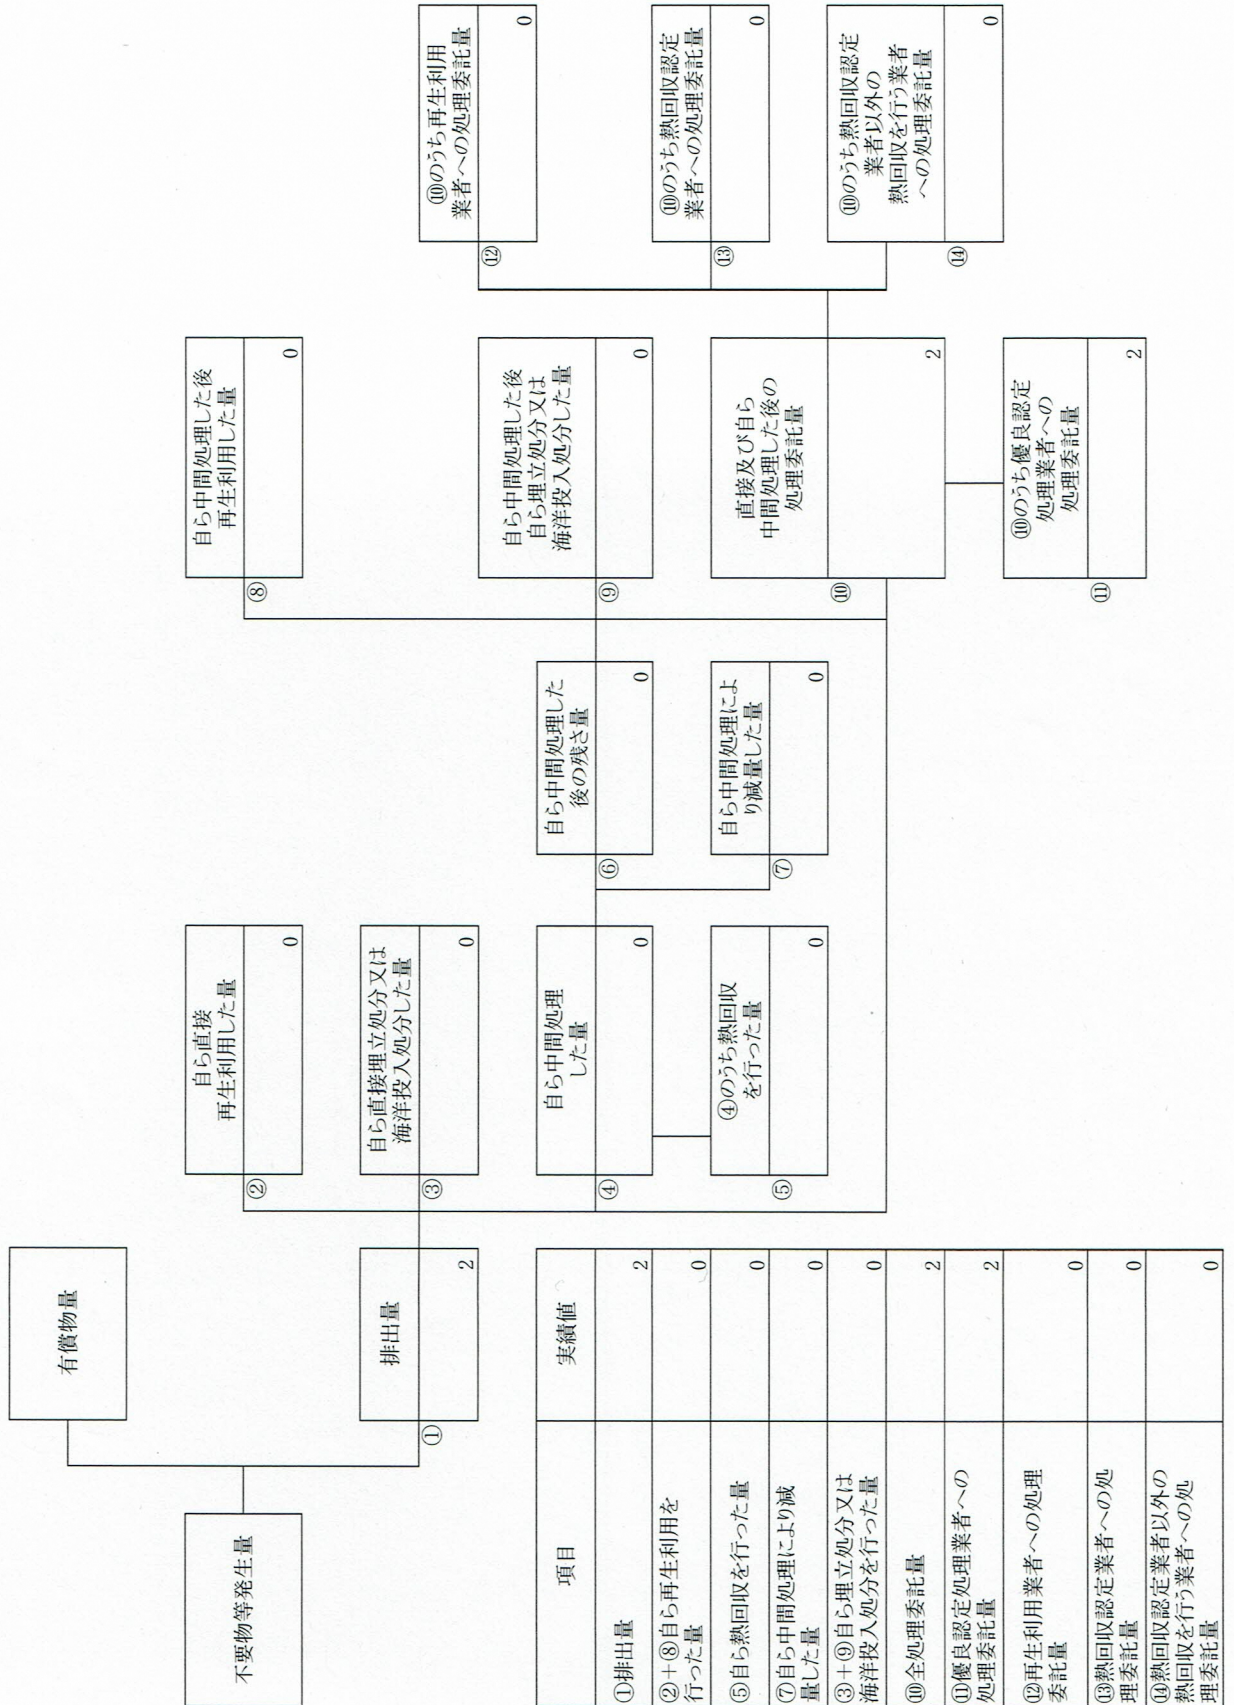 不要物等発生量
有償物量
排出量
①
2
自ら直接
再生利用した量
②
0
自ら直接埋立処分又は
海洋投入処分した量
③
0
自ら中間処理
した量
④
0
④のうち熱回収
を行った量
⑤
0
自ら中間処理した
後の残さ量
⑥
0
自ら中間処理によ
り減量した量
⑦
0
自ら中間処理した後
再生利用した量
⑧
0
自ら中間処理した後
自ら埋立処分又は
海洋投入処分した量
⑨
0
直接及び自ら
中間処理した後の
処理委託量
⑩
2
⑩のうち優良認定
処理業者への
処理委託量
⑪
2
⑩のうち再生利用
業者への処理委託量
⑫
0
⑩のうち熱回収認定
業者への処理委託量
⑬
0
⑩のうち熱回収認定
業者以外の
熱回収を行う業者
への処理委託量
⑭
0
項目 実績値
①排出量 2
②+⑧自ら再生利用を
行った量 0
⑤自ら熱回収を行った量 0
⑦自ら中間処理により減
量した量 0
③+⑨自ら埋立処分又は
海洋投入処分を行った量 0
⑩全処理委託量 2
⑪優良認定処理業者への
処理委託量 2
⑫再生利用業者への処理
委託量 0
⑬熱回収認定業者への処
理委託量 0
⑭熱回収認定業者以外の
熱回収を行う業者への処
理委託量 0